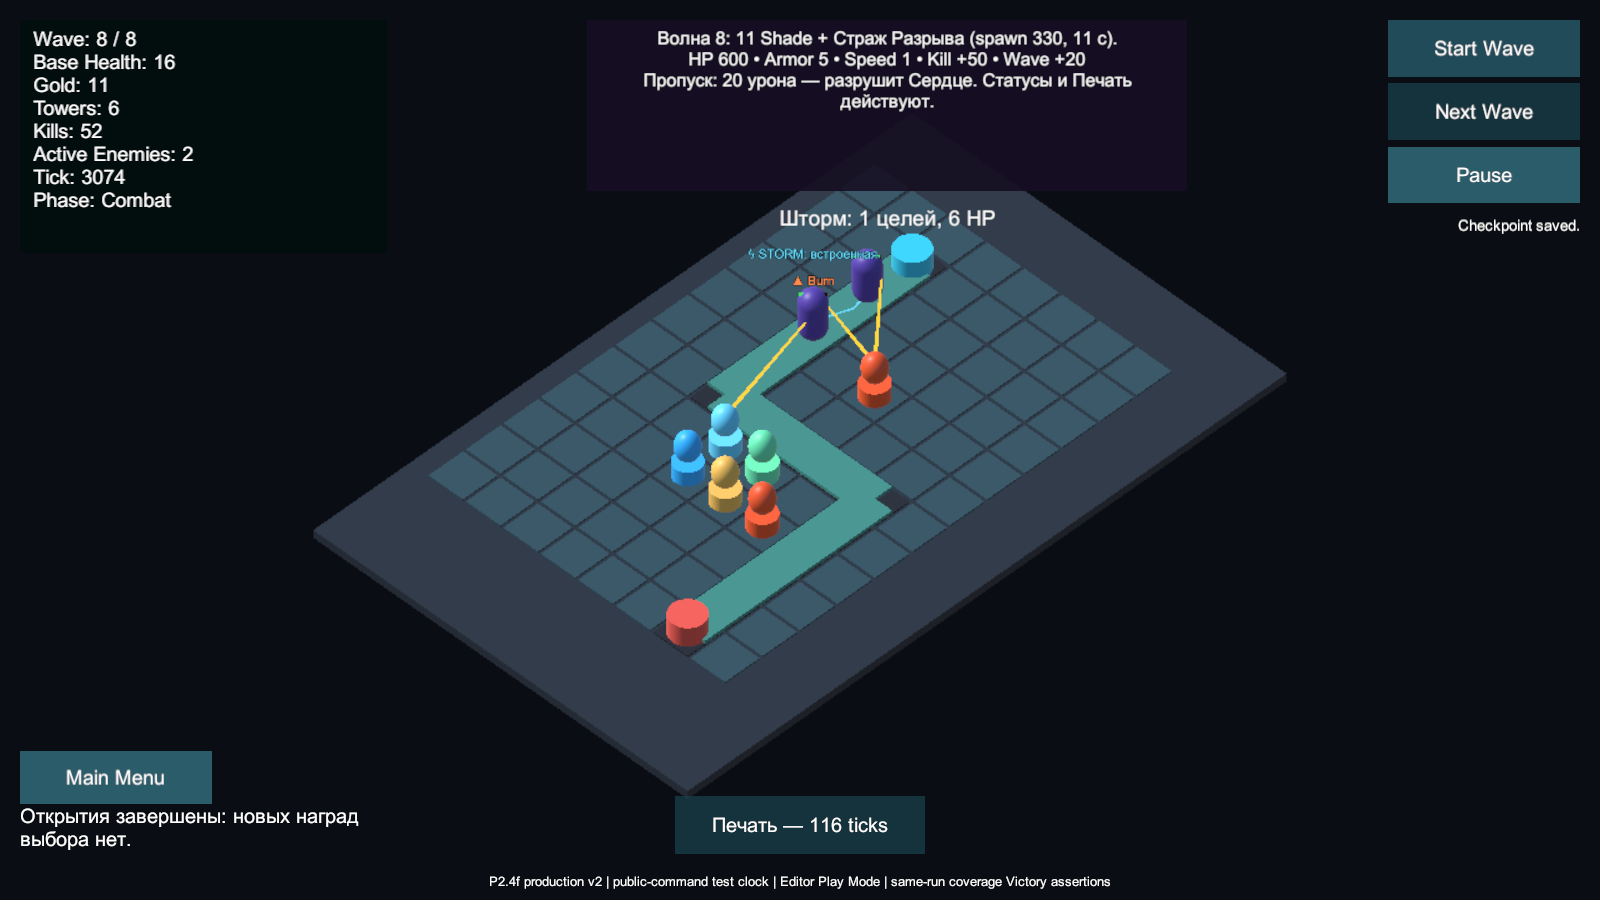 Wave: 8 / 8
Base Health: 16
Gold: 11
Towers: 6
Kills: 52
Active Enemies: 2
Tick: 3074
Phase: Combat
Волна 8: 11 Shade + Страж Разрыва (spawn 330, 11 с).
HP 600 • Armor 5 • Speed 1 • Kill +50 • Wave +20
Пропуск: 20 урона — разрушит Сердце. Статусы и Печать
действуют.
Start Wave
Next Wave
Pause
Checkpoint saved.
Шторм: 1 целей, 6 HP
ϟ STORM: встроенная
▲ Burn
Main Menu
Открытия завершены: новых наград
выбора нет.
Печать — 116 ticks
P2.4f production v2 | public-command test clock | Editor Play Mode | same-run coverage Victory assertions